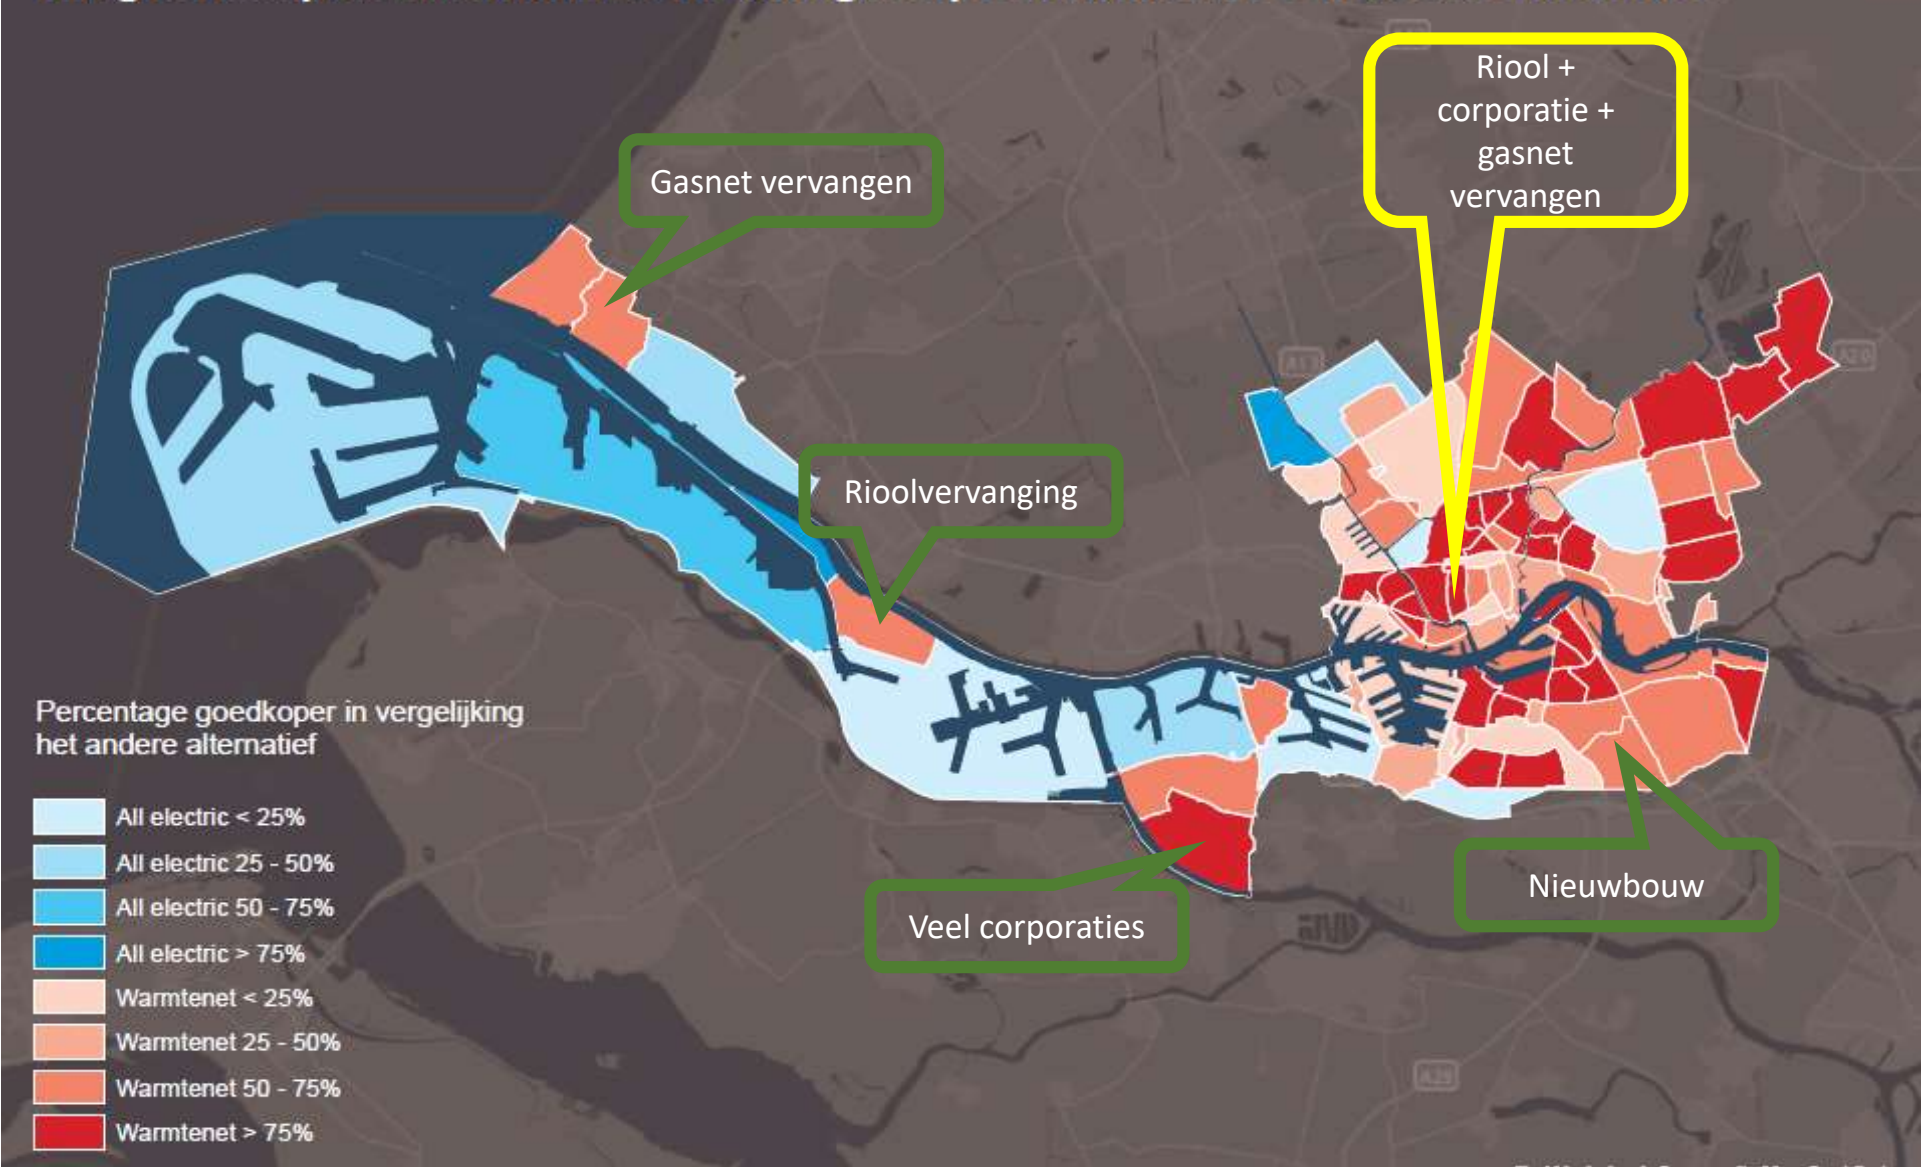 Riool +
corporatie +
gasnet
vervangen
Gasnet vervangen
A13
A20
Rioolvervanging
Percentage goedkoper in vergelijking
het andere alternatief
All electric < 25%
All electric 25 - 50%
All electric 50 - 75%
All electric > 75%
Warmtenet < 25%
Warmtenet 25 - 50%
Warmtenet 50 - 75%
Warmtenet > 75%
Veel corporaties
Nieuwbouw